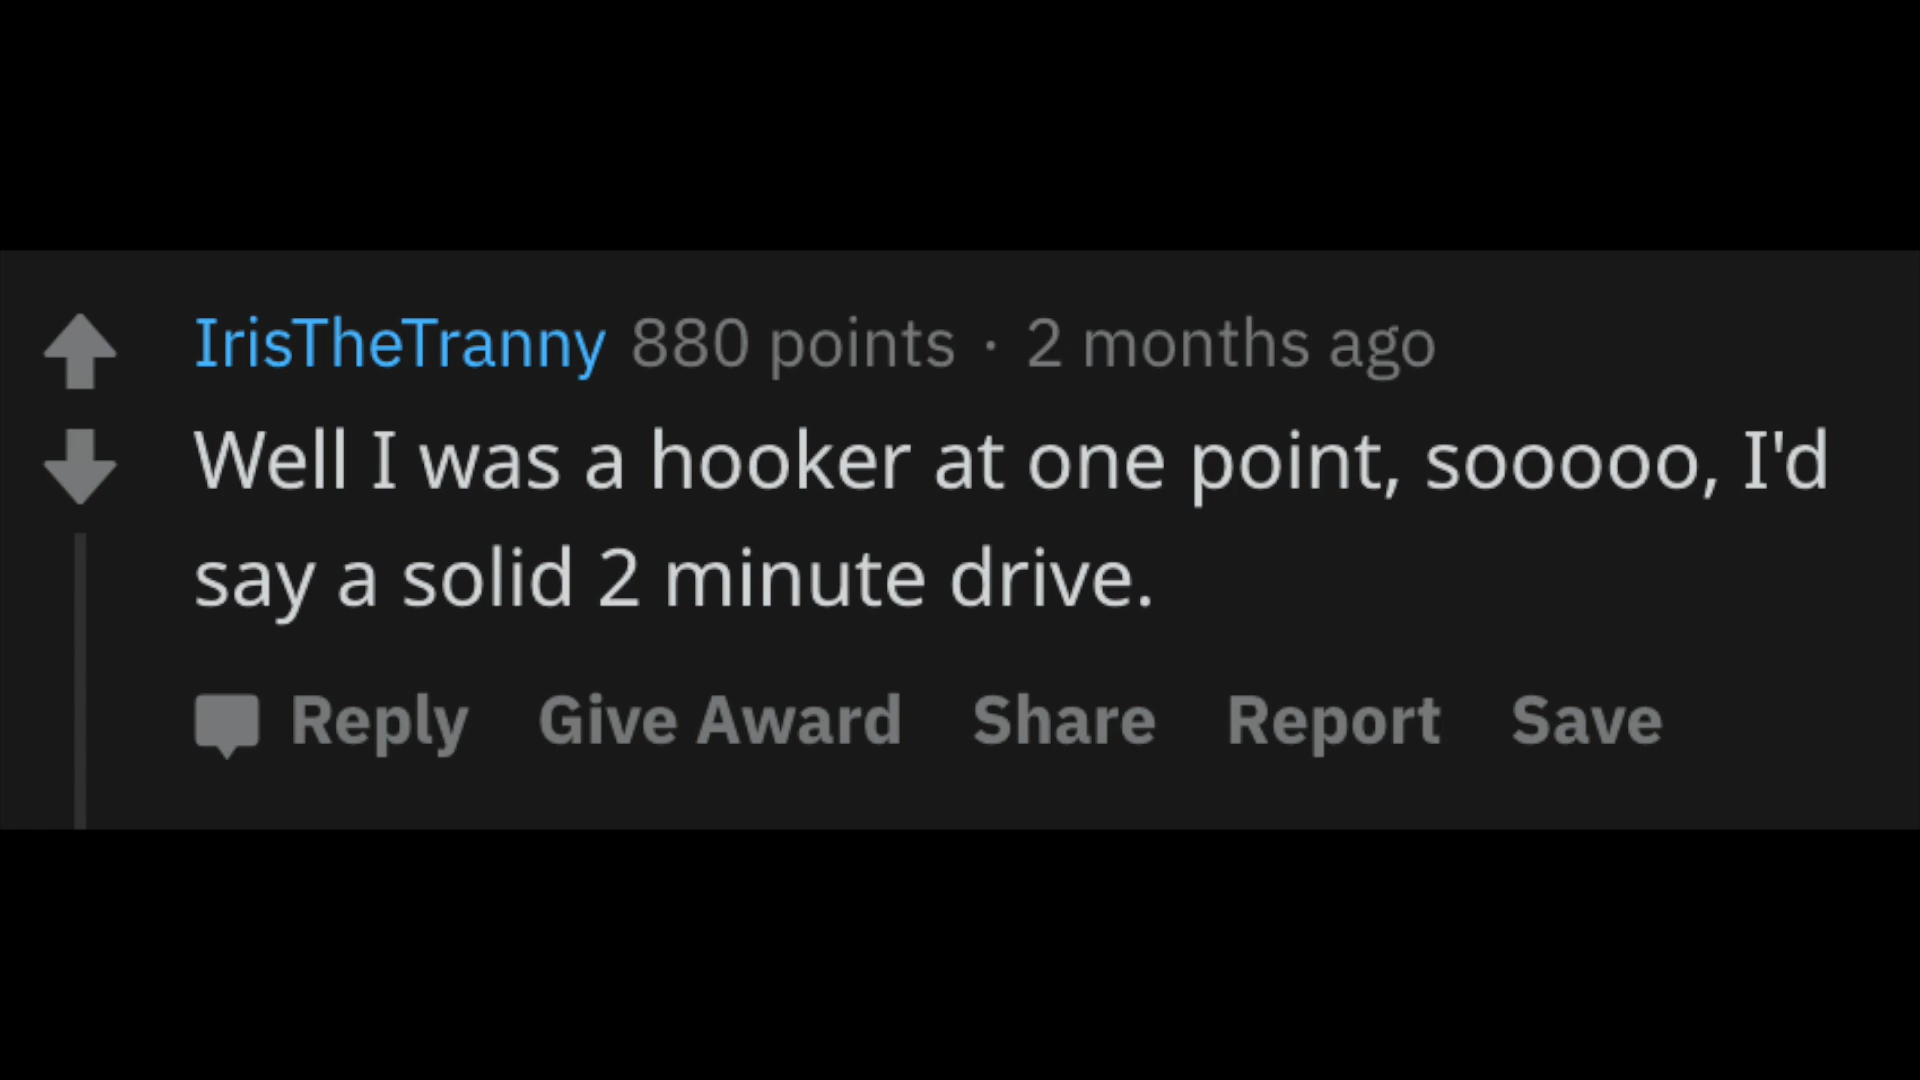 IrisTheTranny 880 points · 2 months ago
Well I was a hooker at one point, sooooo, I'd
say a solid 2 minute drive.
Reply Give Award Share Report Save